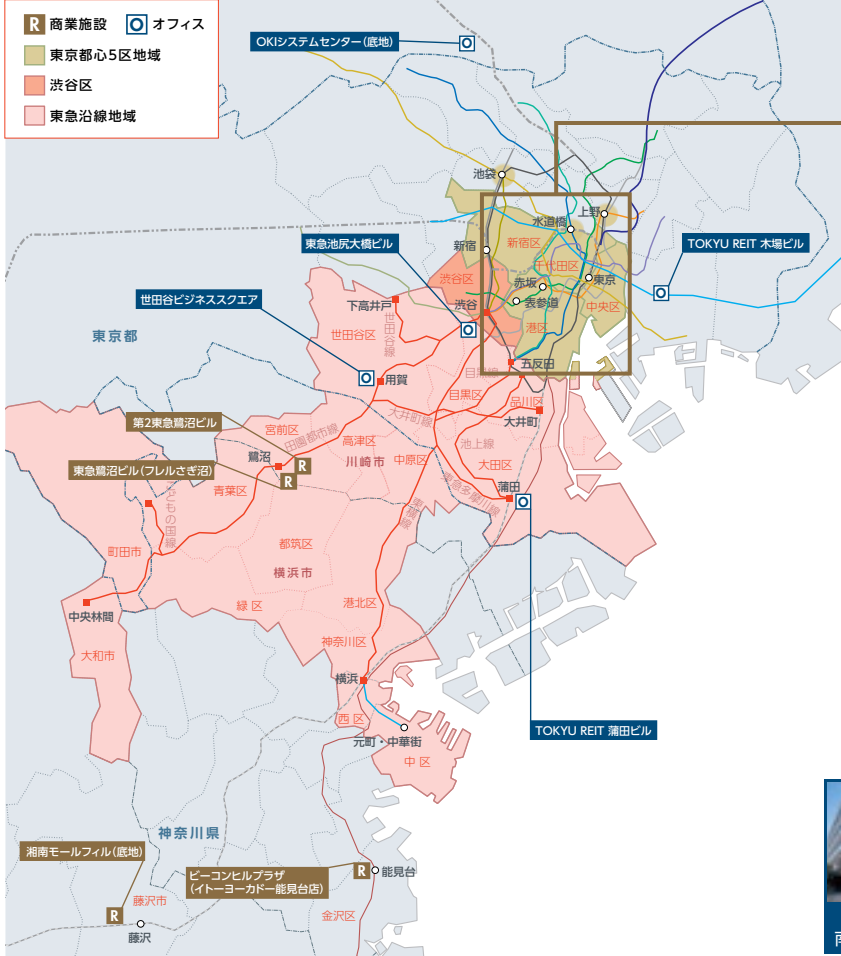 R 商業施設 O オフィス
東京都心5区地域
渋谷区
東急沿線地域
OKIシステムセンター(底地)
池袋
上野
水道橋
東急池尻大橋ビル
新宿
新宿区
TOKYU REIT 木場ビル
千代田区
渋谷区
赤坂
東京
世田谷ビジネススクエア
下高井戸
渋谷
表参道
中央区
世田谷線
港区
世田谷区
東京都
五反田
目黒線
用賀
目黒区
品川区
大井町線
大井町
第2東急鷺沼ビル
宮前区
田園都市線
高津区
池上線
鷺沼
川崎市
中原区
大田区
東急鷺沼ビル(フレルさぎ沼)
R
R
青葉区
東急多摩川線
蒲田
こどもの国線
東横線
都筑区
町田市
横浜市
緑区
港北区
中央林間
神奈川区
大和市
横浜
西区
TOKYU REIT 蒲田ビル
元町・中華街
中区
神奈川県
湘南モールフィル(底地)
ビーコンヒルプラザ
(イトーヨーカドー能見台店)
R
能見台
藤沢市
R
金沢区
藤沢